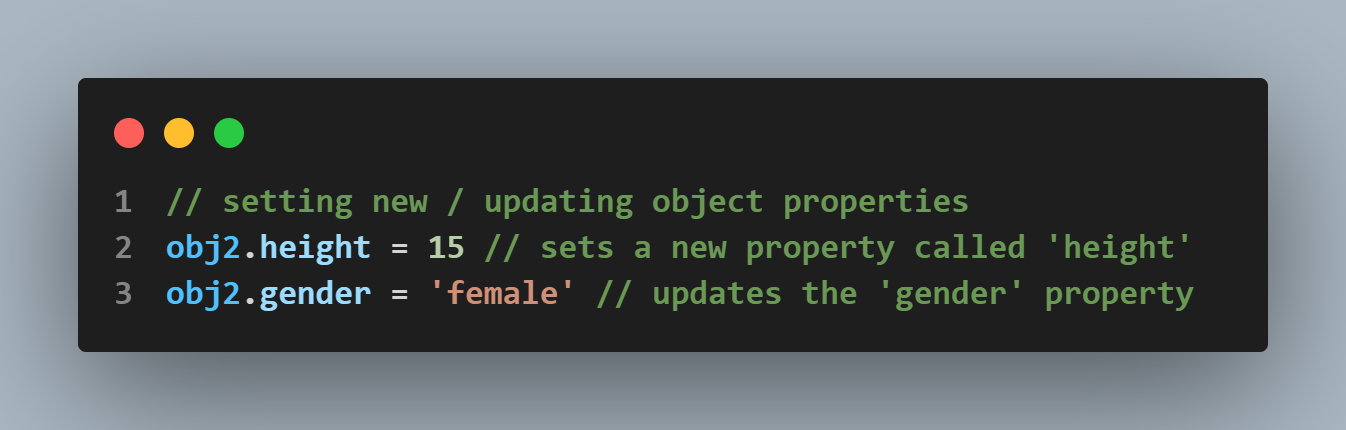 1 // setting new / updating object properties
2 obj2.height = 15 // sets a new property called 'height'
3 obj2.gender = 'female' // updates the 'gender' property